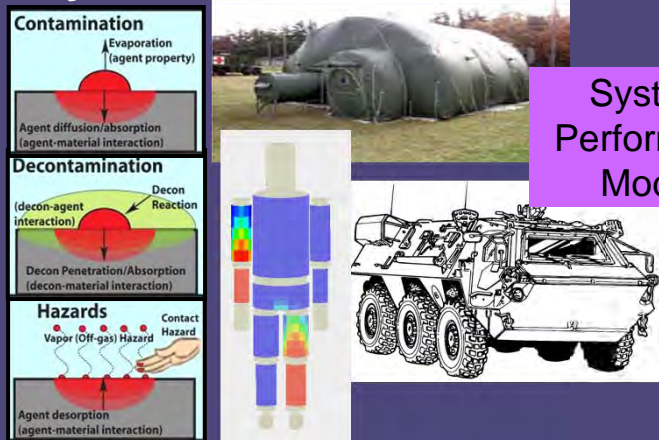 Contamination
Evaporation
(agent property)
Agent diffusion/absorption
(agent-material interaction)
Decontamination
Decon
Reaction
(decon-agent
interaction)
Decon Penetration/Absorption
(decon-material interaction)
Hazards
Contact
Hazard
Vapor (Off-gas) Hazard
Agent desorption
(agent-material interaction)
Syst
Perform
Mod